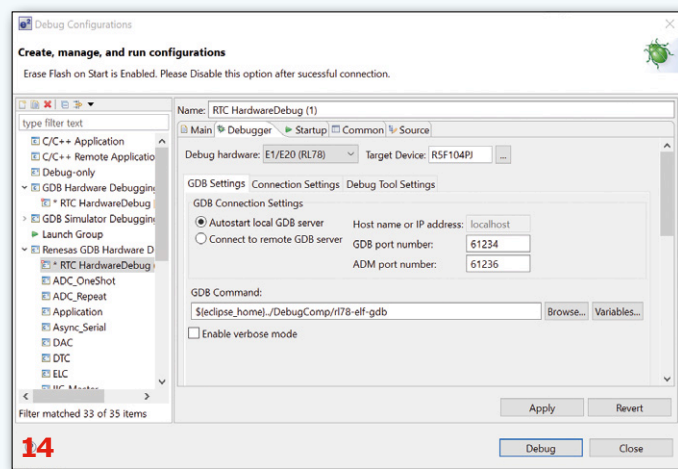 Debug Configurations
Create, manage, and run configurations
Erase Flash on Start is Enabled. Please Disable this option after sucessful connection.
type filter text
C/C++ Application
C/C++ Remote Applicatio
Debug-only
GDB Hardware Debugging
* RTC HardwareDebug
GDB Simulator Debugging
Launch Group
Renesas GDB Hardware D
* RTC HardwareDebug (
ADC_OneShot
ADC_Repeat
Application
Async_Serial
DAC
DTC
ELC
IIC_Master
Filter matched 33 of 35 items
Name: RTC HardwareDebug (1)
Main Debugger Startup Common Source
Debug hardware: E1/E20 (RL78) Target Device: R5F104PJ ...
GDB Settings Connection Settings Debug Tool Settings
GDB Connection Settings
Autostart local GDB server Host name or IP address: localhost
Connect to remote GDB server GDB port number: 61234
ADM port number: 61236
GDB Command:
${eclipse_home}../DebugComp/rl78-elf-gdb Browse... Variables...
Enable verbose mode
Apply Revert
Debug Close
14